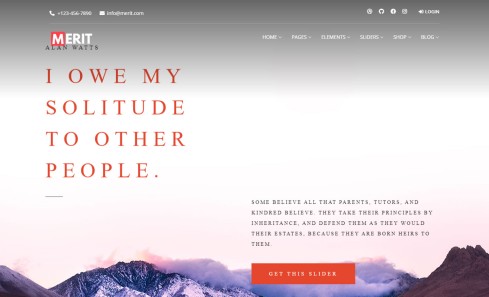 +123-456-7890 info@merit.com LOGIN
MERIT
ALAN WATTS
HOME PAGES ELEMENTS SLIDERS SHOP BLOG
I OWE MY
SOLITUDE
TO OTHER
PEOPLE.
SOME BELIEVE ALL THAT PARENTS, TUTORS, AND
KINDRED BELIEVE. THEY TAKE THEIR PRINCIPLES BY
INHERITANCE, AND DEFEND THEM AS THEY WOULD
THEIR ESTATES, BECAUSE THEY ARE BORN HEIRS TO
THEM.
GET THIS SLIDER